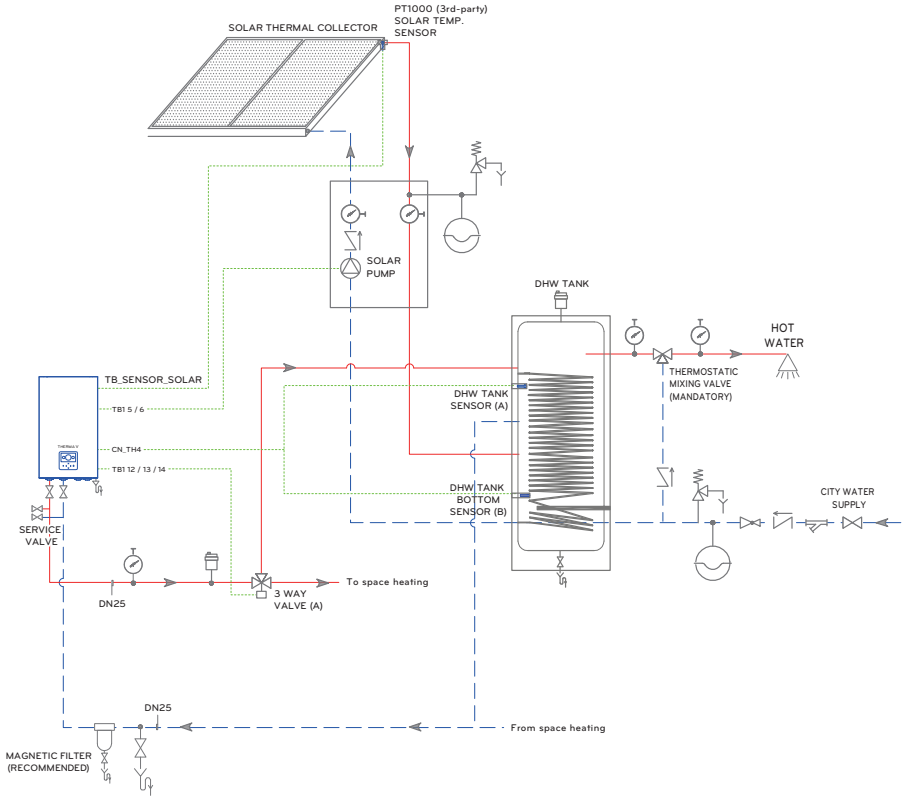 PT1000 (3rd-party)
SOLAR TEMP.
SENSOR
SOLAR THERMAL COLLECTOR
SOLAR
PUMP
DHW TANK
HOT
WATER
THERMOSTATIC
MIXING VALVE
(MANDATORY)
TB_SENSOR_SOLAR
TB1 5 / 6
DHW TANK
SENSOR (A)
THERMA V
CN_TH4
TB1 12 / 13 / 14
DHW TANK
BOTTOM
SENSOR (B)
CITY WATER
SUPPLY
SERVICE
VALVE
To space heating
DN25
3 WAY
VALVE (A)
DN25
From space heating
MAGNETIC FILTER
(RECOMMENDED)